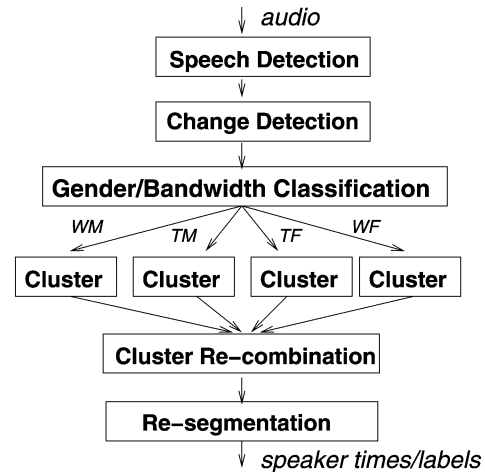 audio
Speech Detection
Change Detection
Gender/Bandwidth Classification
WM TM TF WF
Cluster Cluster Cluster Cluster
Cluster Re-combination
Re-segmentation
speaker times/labels